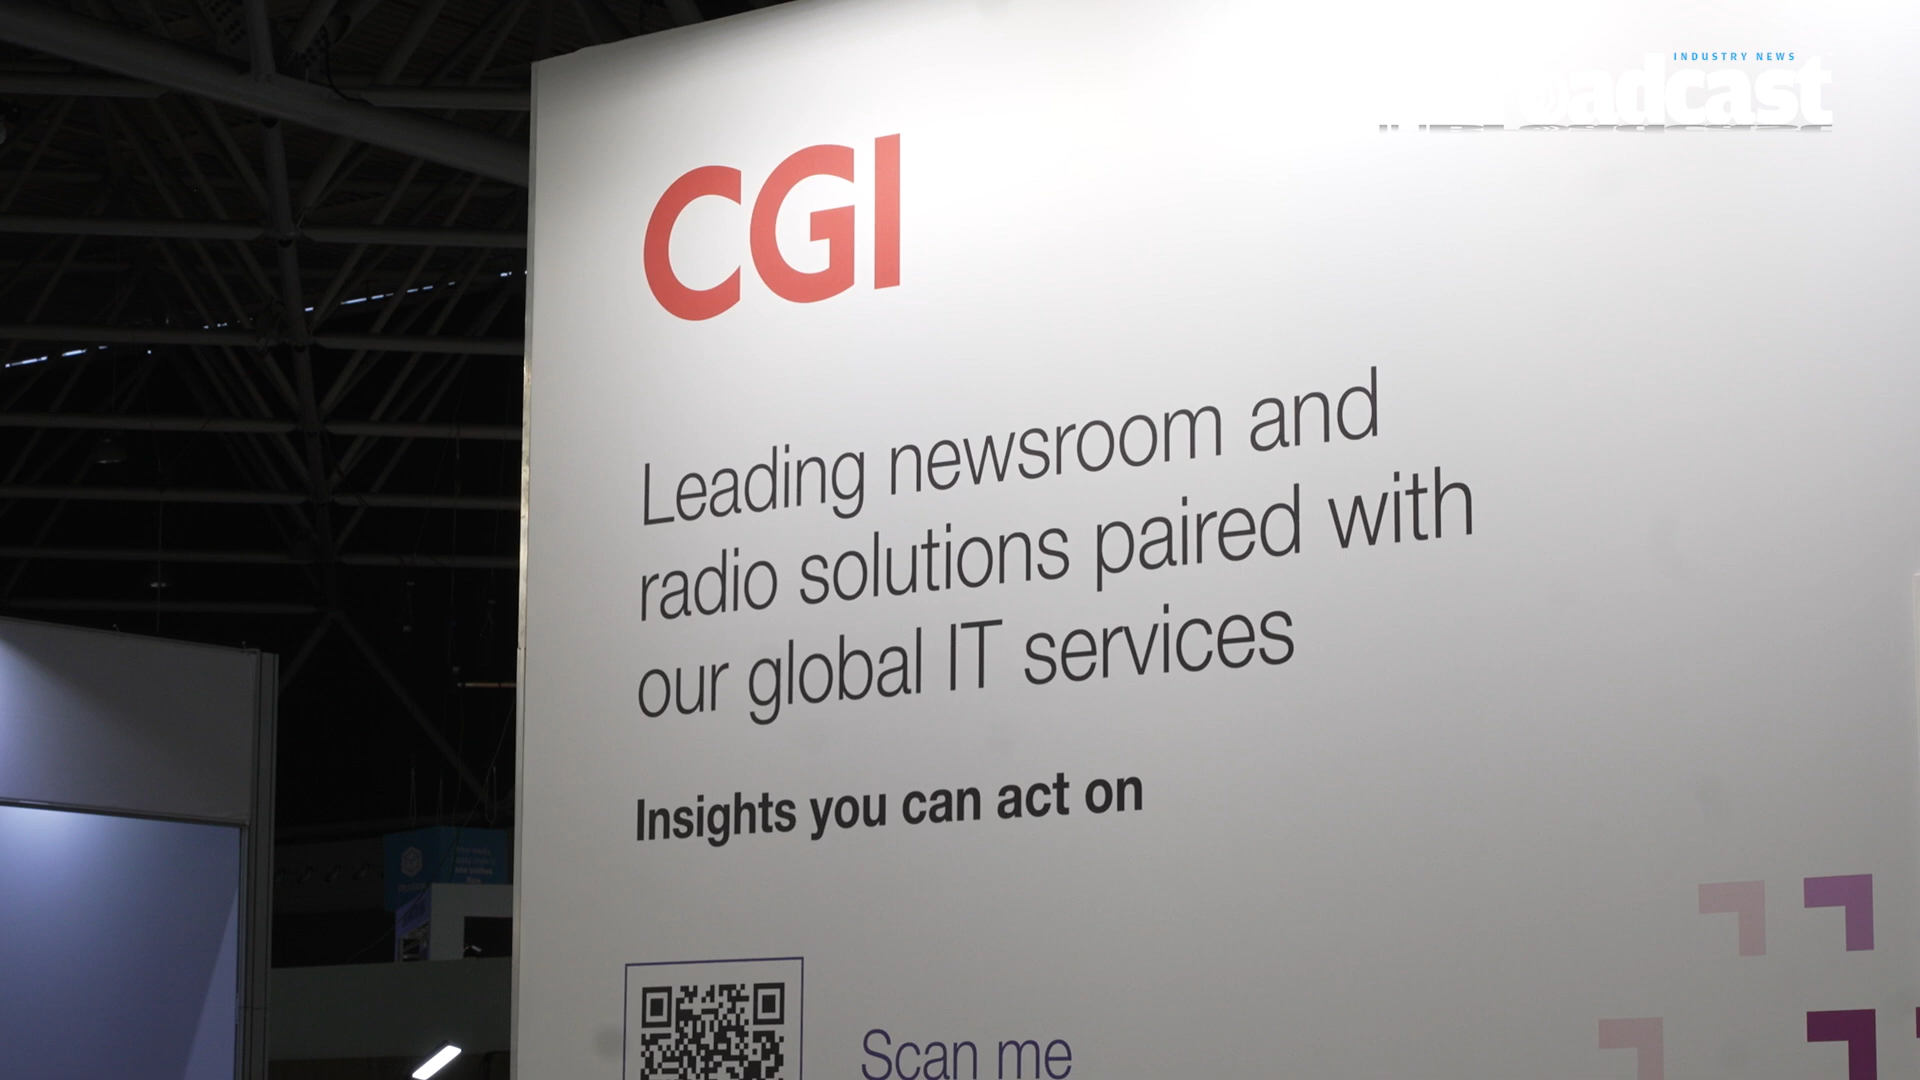 INDUSTRY NEWS
CGI
Leading newsroom and
radio solutions paired with
our global IT services
Insights you can act on
Scan me